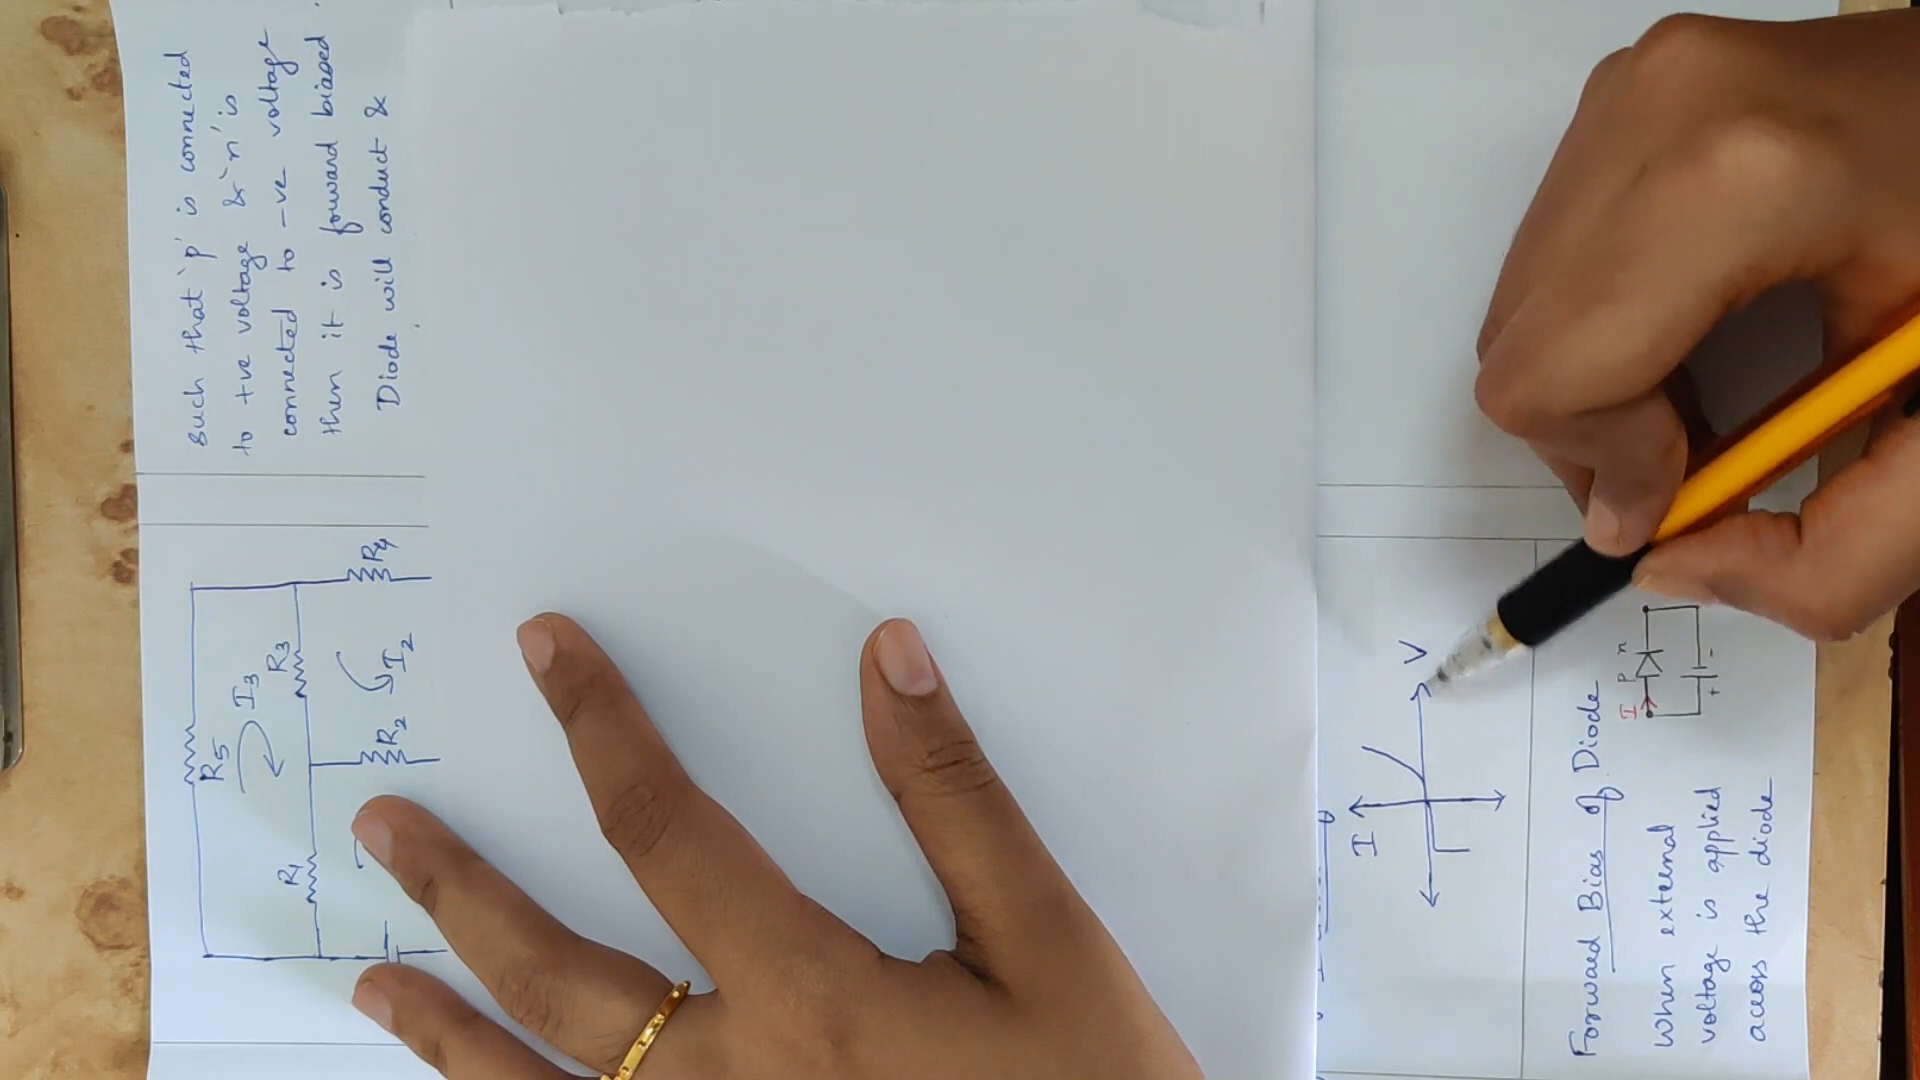 such that 'p' is connected
to +ve voltage & 'n' is
connected to -ve voltage
then it is forward biased
Diode will conduct &
R5
I3
R1
R3
R2
I2
R4
I
V
Forward Bias of Diode
When external
voltage is applied
across the diode
I
p n
+ -